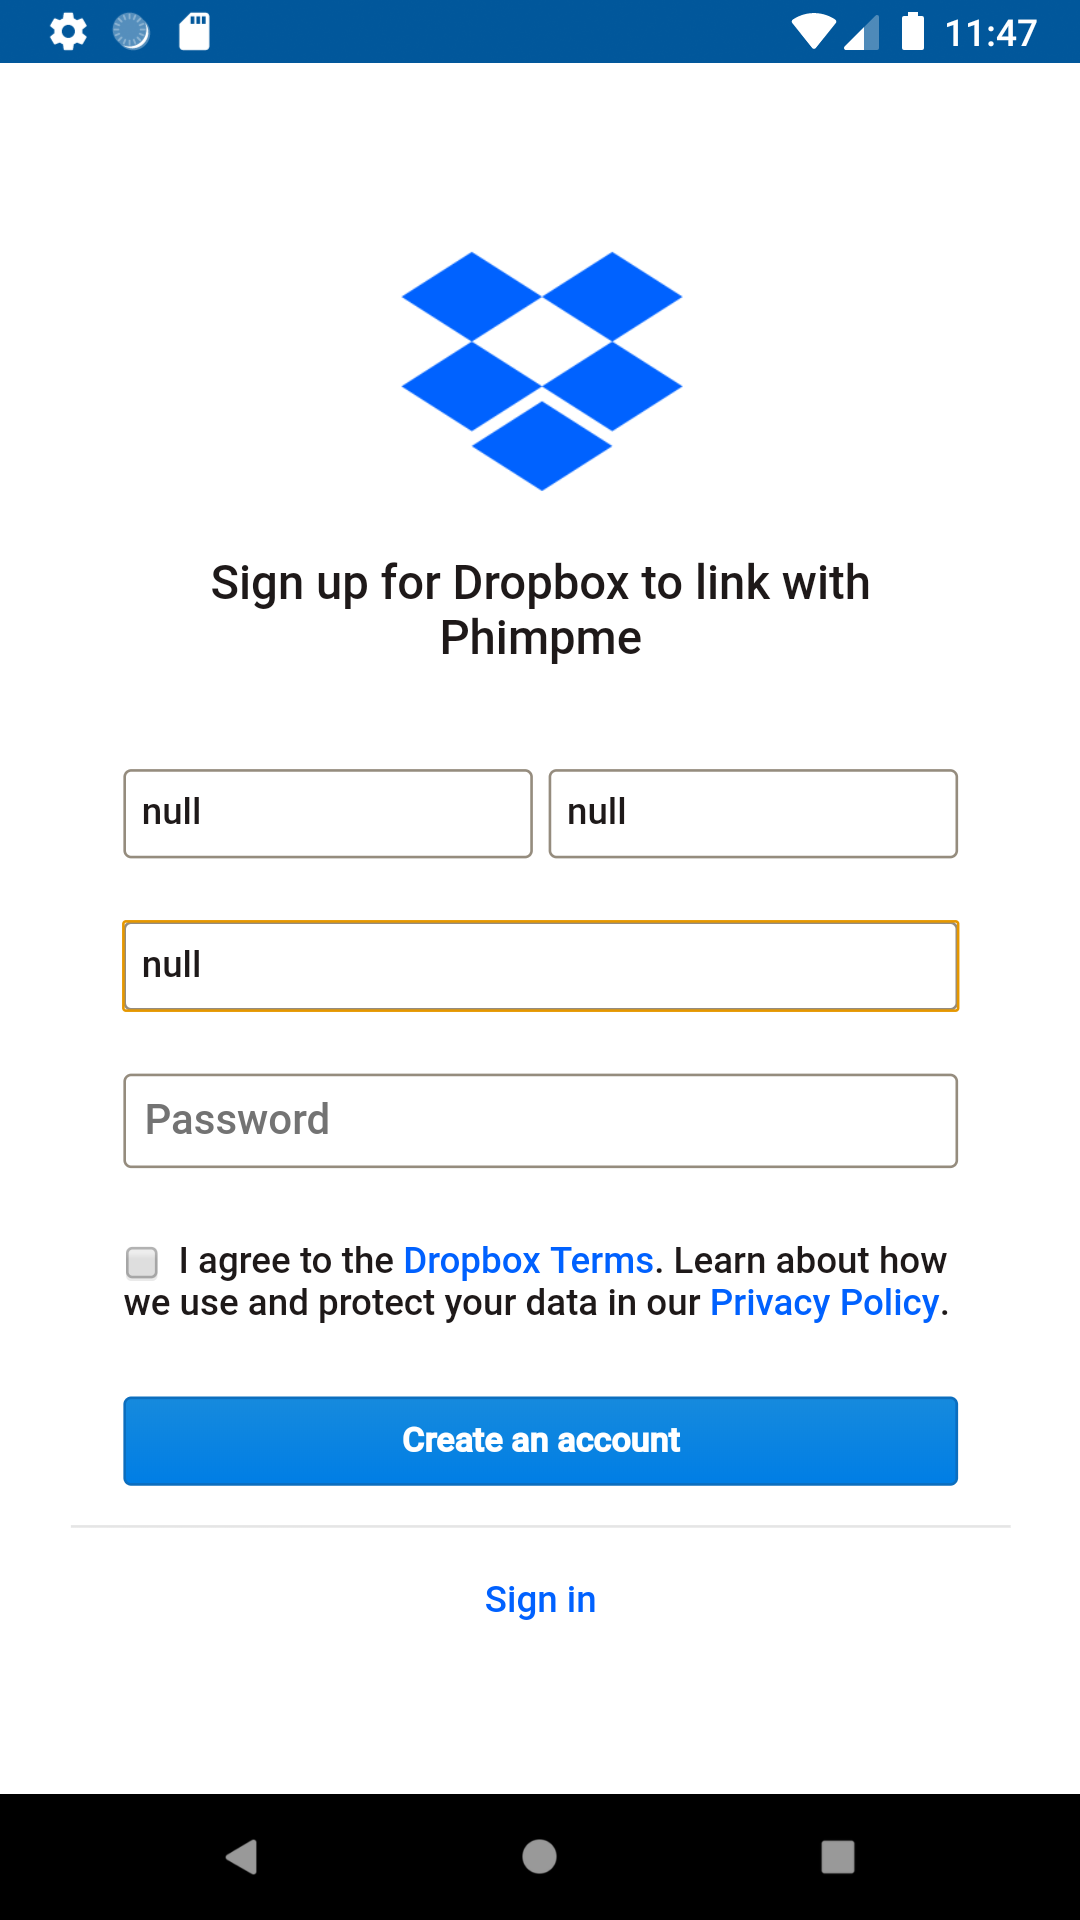 11:47
Sign up for Dropbox to link with
Phimpme
null null
null
Password
I agree to the Dropbox Terms. Learn about how
we use and protect your data in our Privacy Policy.
Create an account
Sign in